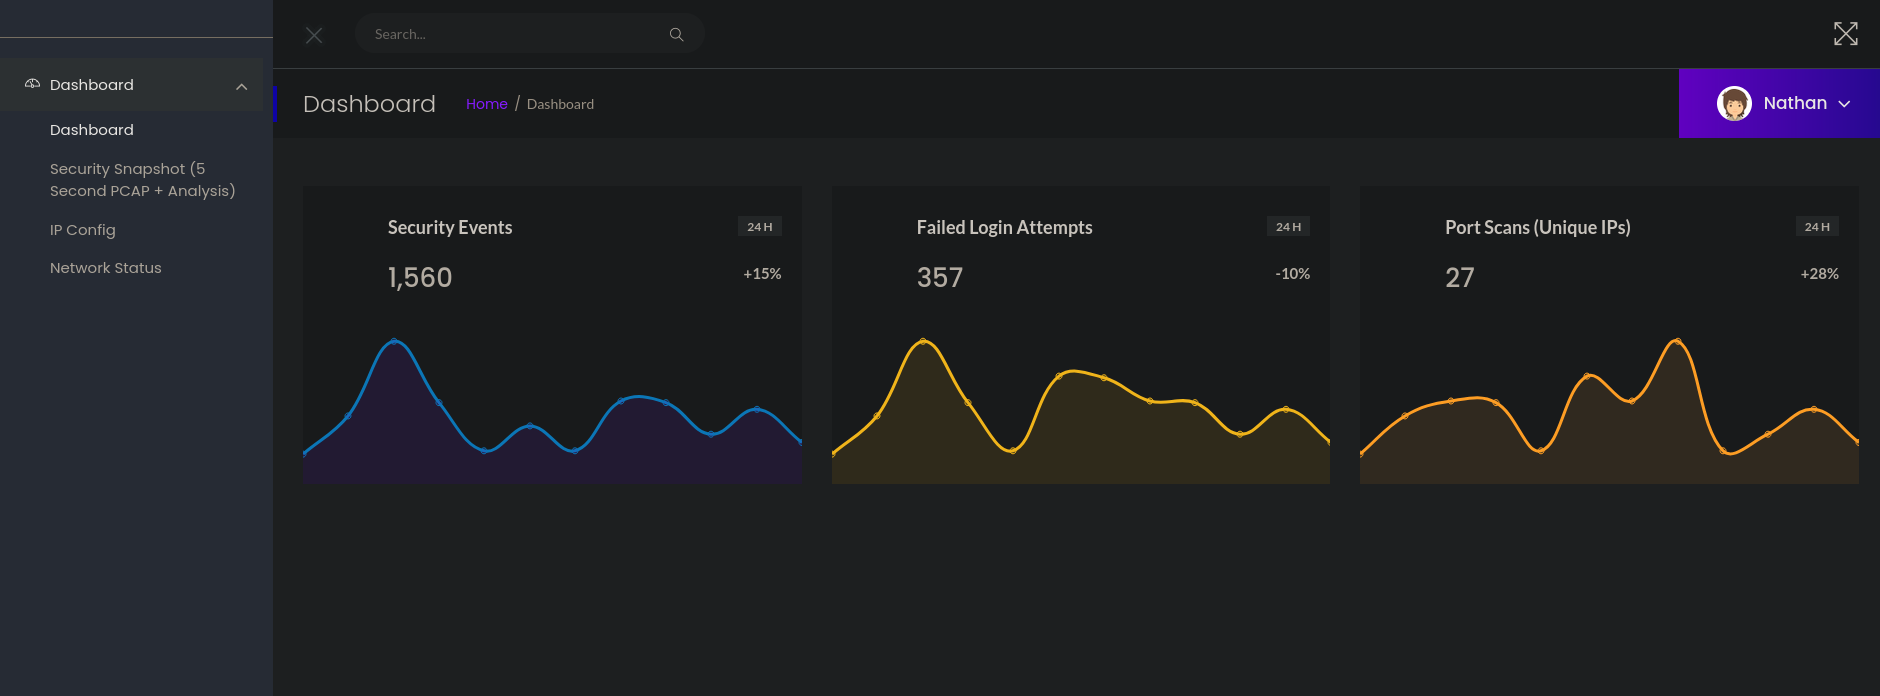 Search...
Dashboard
Dashboard
Security Snapshot (5
Second PCAP + Analysis)
IP Config
Network Status
Dashboard
Home / Dashboard
Nathan
Security Events
24 H
1,560
+15%
Failed Login Attempts
24 H
357
-10%
Port Scans (Unique IPs)
24 H
27
+28%